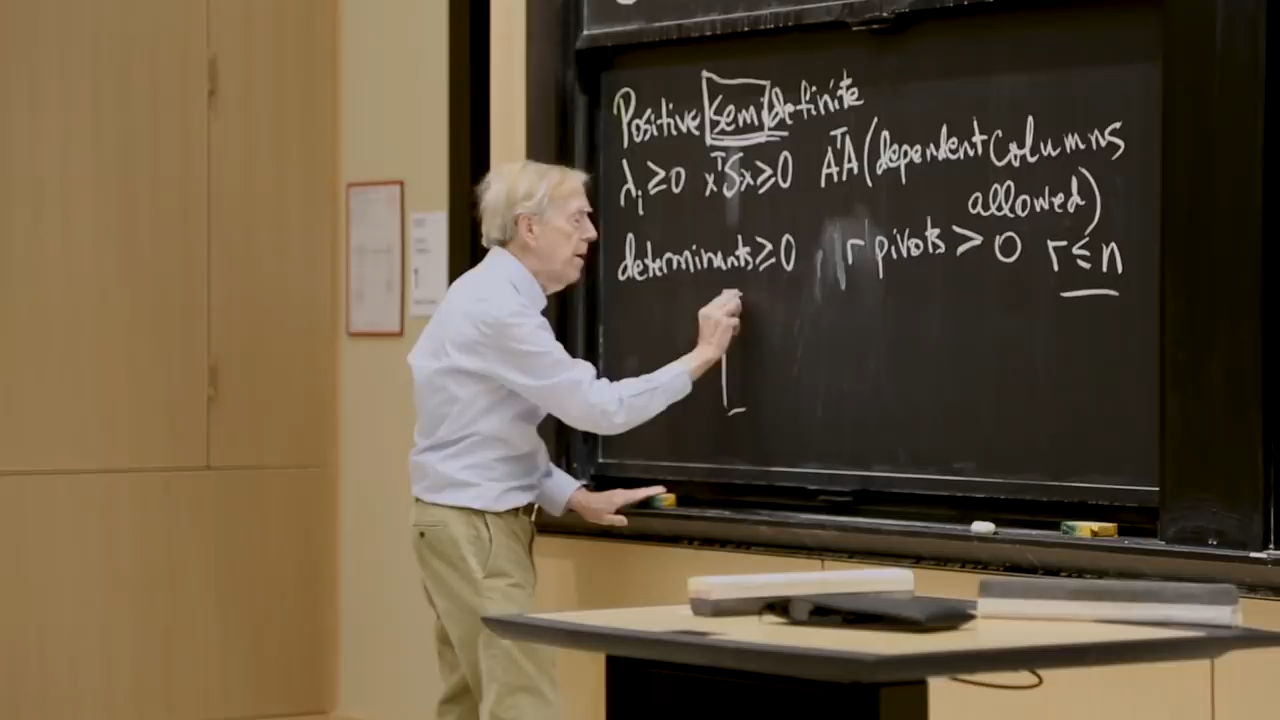 Positive semidefinite
λᵢ ≥ 0 xᵀSx ≥ 0 AᵀA (dependent columns
allowed)
determinants ≥ 0 r pivots > 0 r ≤ n